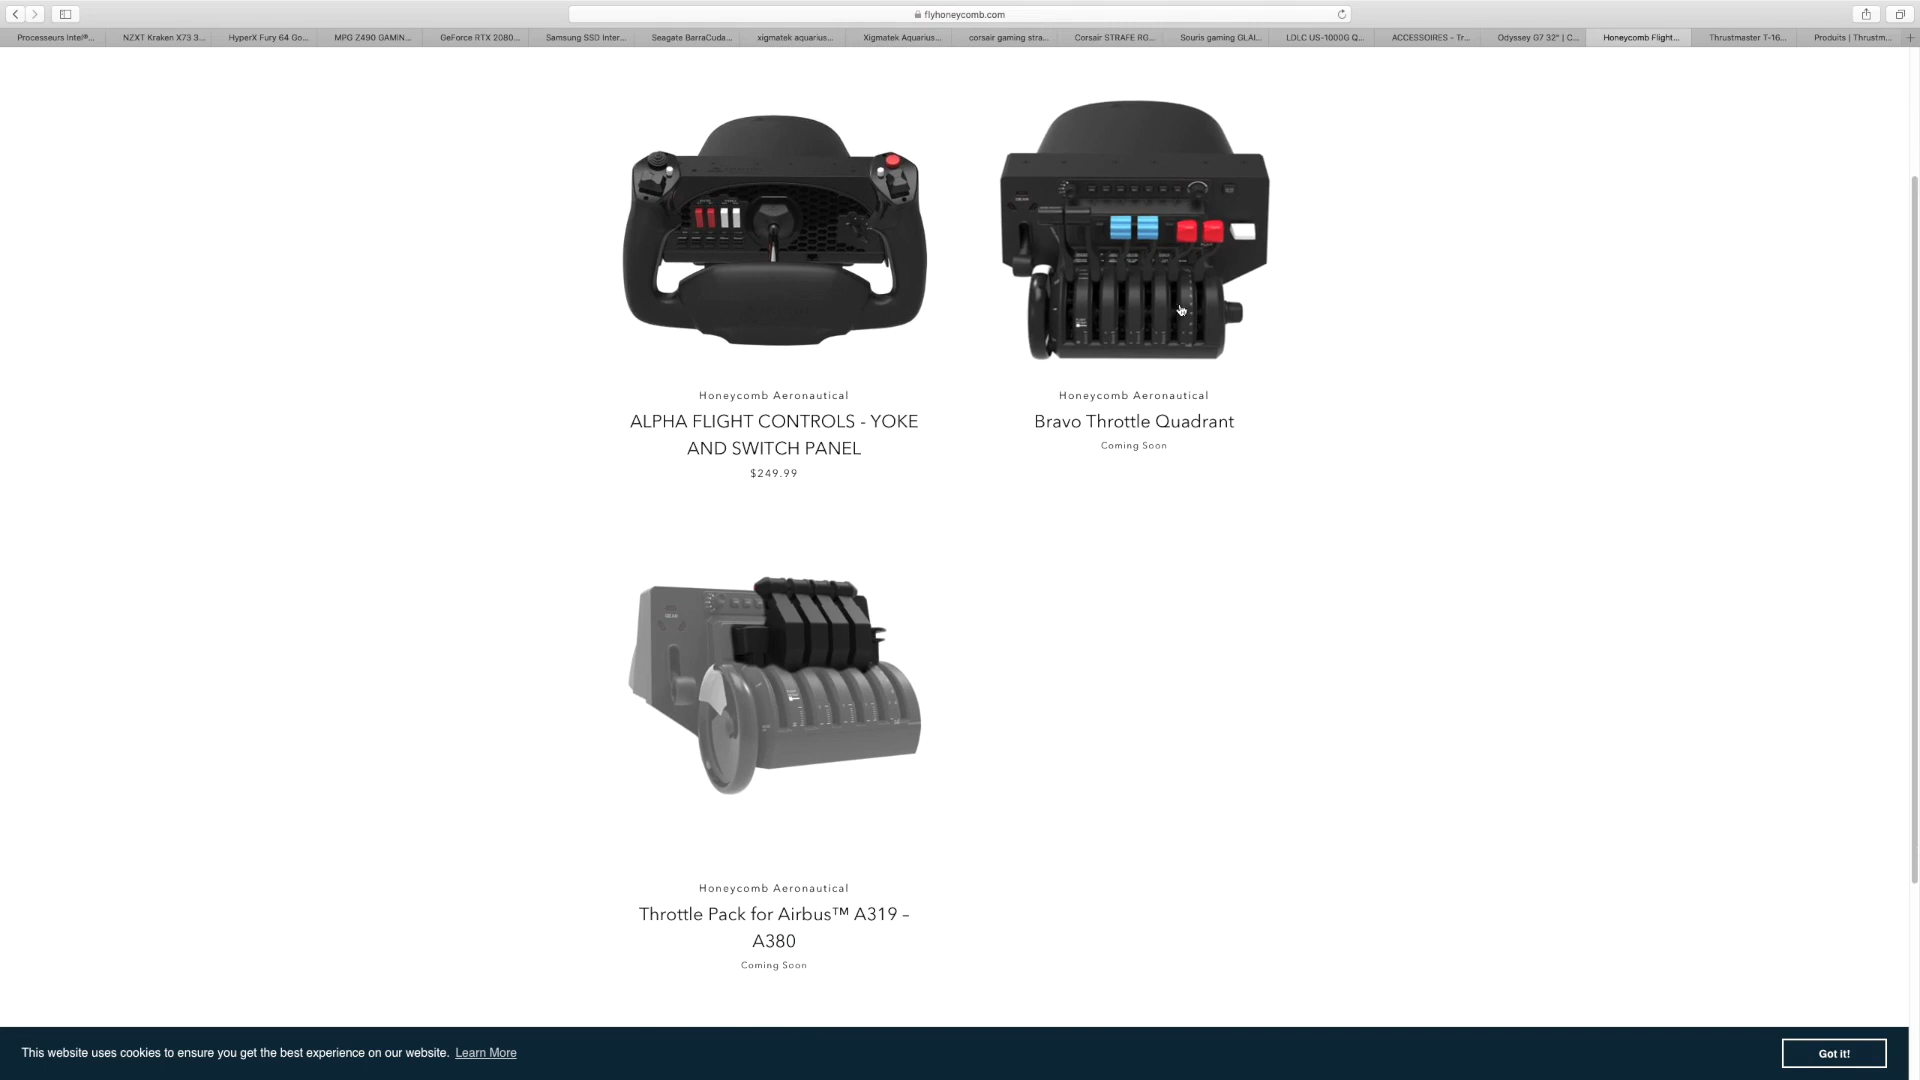 flyhoneycomb.com
Processeurs Intel®...
NZXT Kraken X73 3...
HyperX Fury 64 Go...
MPG Z490 GAMIN...
GeForce RTX 2080...
Samsung SSD Inter...
Seagate BarraCuda...
xigmatek aquarius...
Xigmatek Aquarius...
corsair gaming stra...
Corsair STRAFE RG...
Souris gaming GLAI...
LDLC US-1000G Q...
ACCESSOIRES - Tr...
Odyssey G7 32" | C...
Honeycomb Flight...
Thrustmaster T-16...
Produits | Thrustm...
Honeycomb Aeronautical
ALPHA FLIGHT CONTROLS - YOKE
AND SWITCH PANEL
$249.99
GEAR
Honeycomb Aeronautical
Bravo Throttle Quadrant
Coming Soon
GEAR
Honeycomb Aeronautical
Throttle Pack for Airbus™ A319 –
A380
Coming Soon
This website uses cookies to ensure you get the best experience on our website. Learn More
Got it!